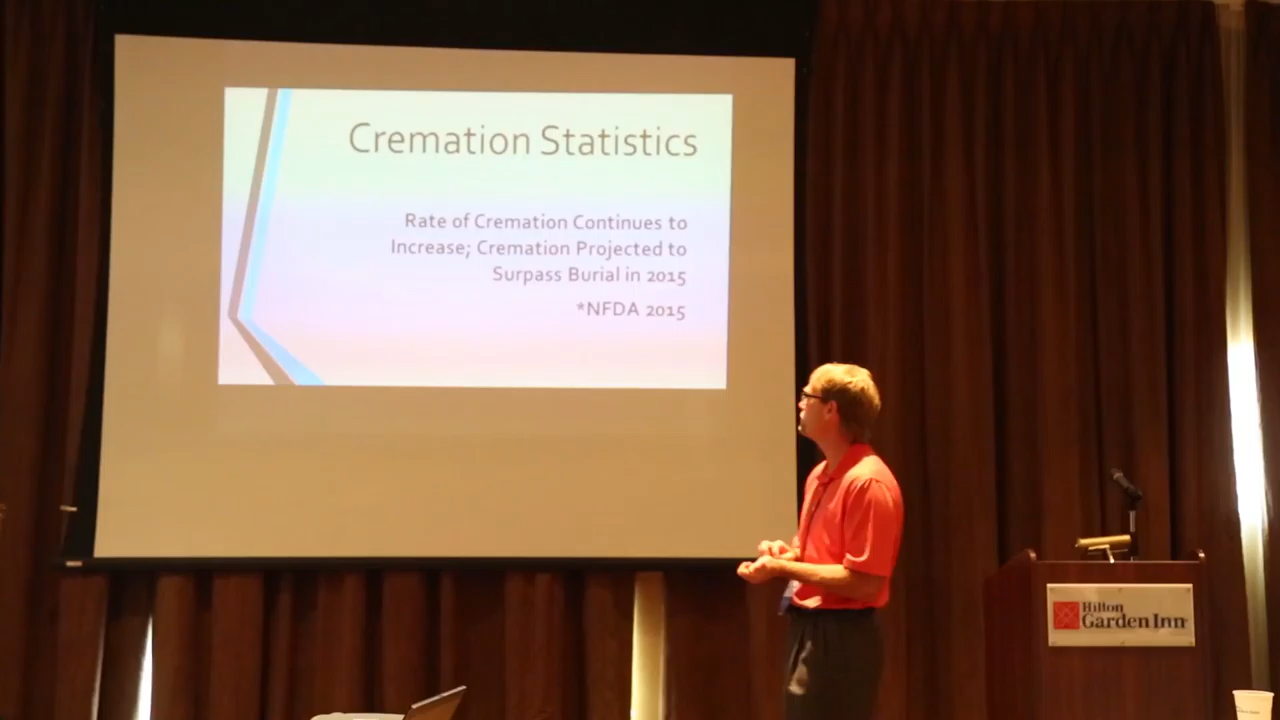 Cremation Statistics
Rate of Cremation Continues to
Increase; Cremation Projected to
Surpass Burial in 2015
*NFDA 2015
Hilton
Garden Inn